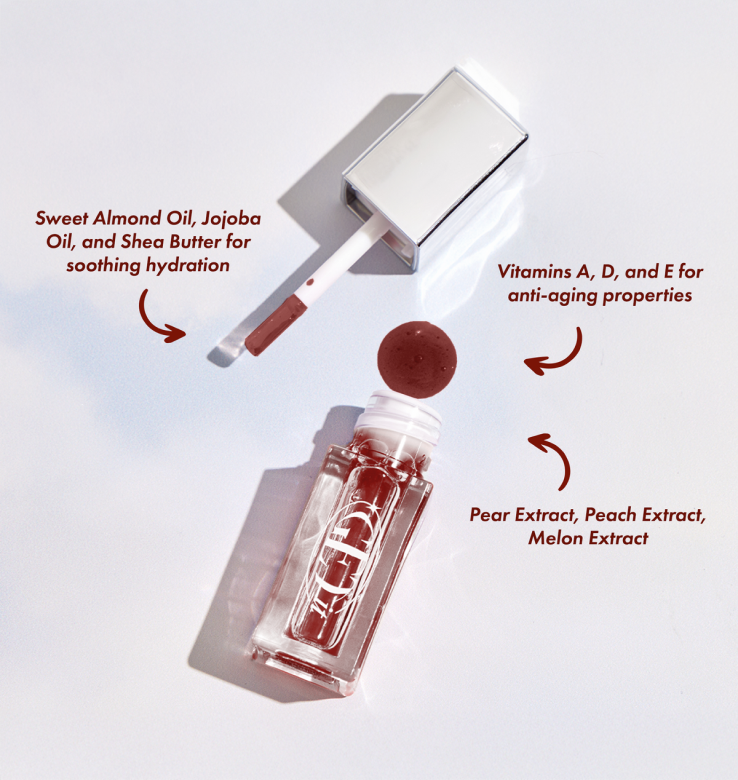 Sweet Almond Oil, Jojoba
Oil, and Shea Butter for
soothing hydration
Vitamins A, D, and E for
anti-aging properties
Pear Extract, Peach Extract,
Melon Extract